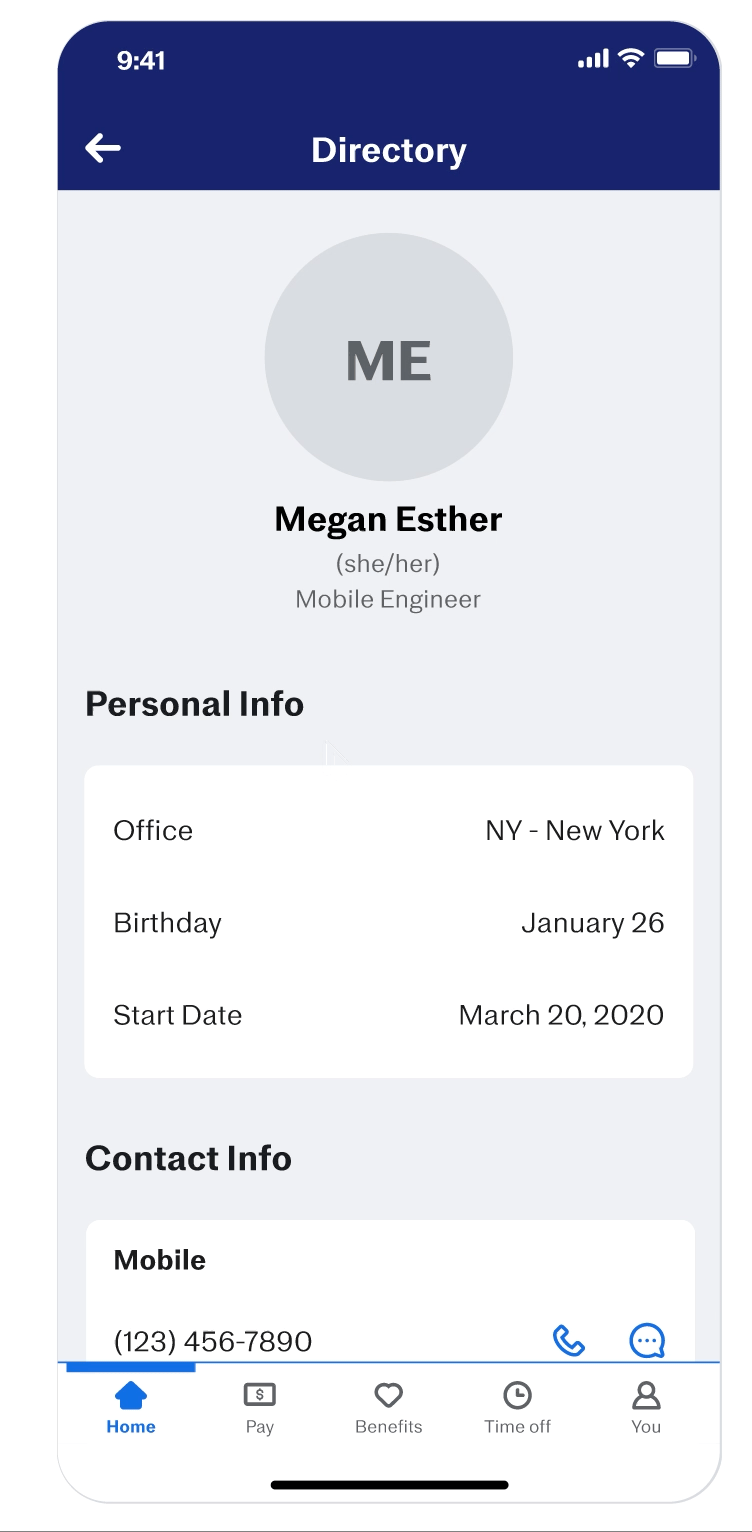 9:41
Directory
ME
Megan Esther
(she/her)
Mobile Engineer
Personal Info
Office NY - New York
Birthday January 26
Start Date March 20, 2020
Contact Info
Mobile
(123) 456-7890
$
Home Pay Benefits Time off You